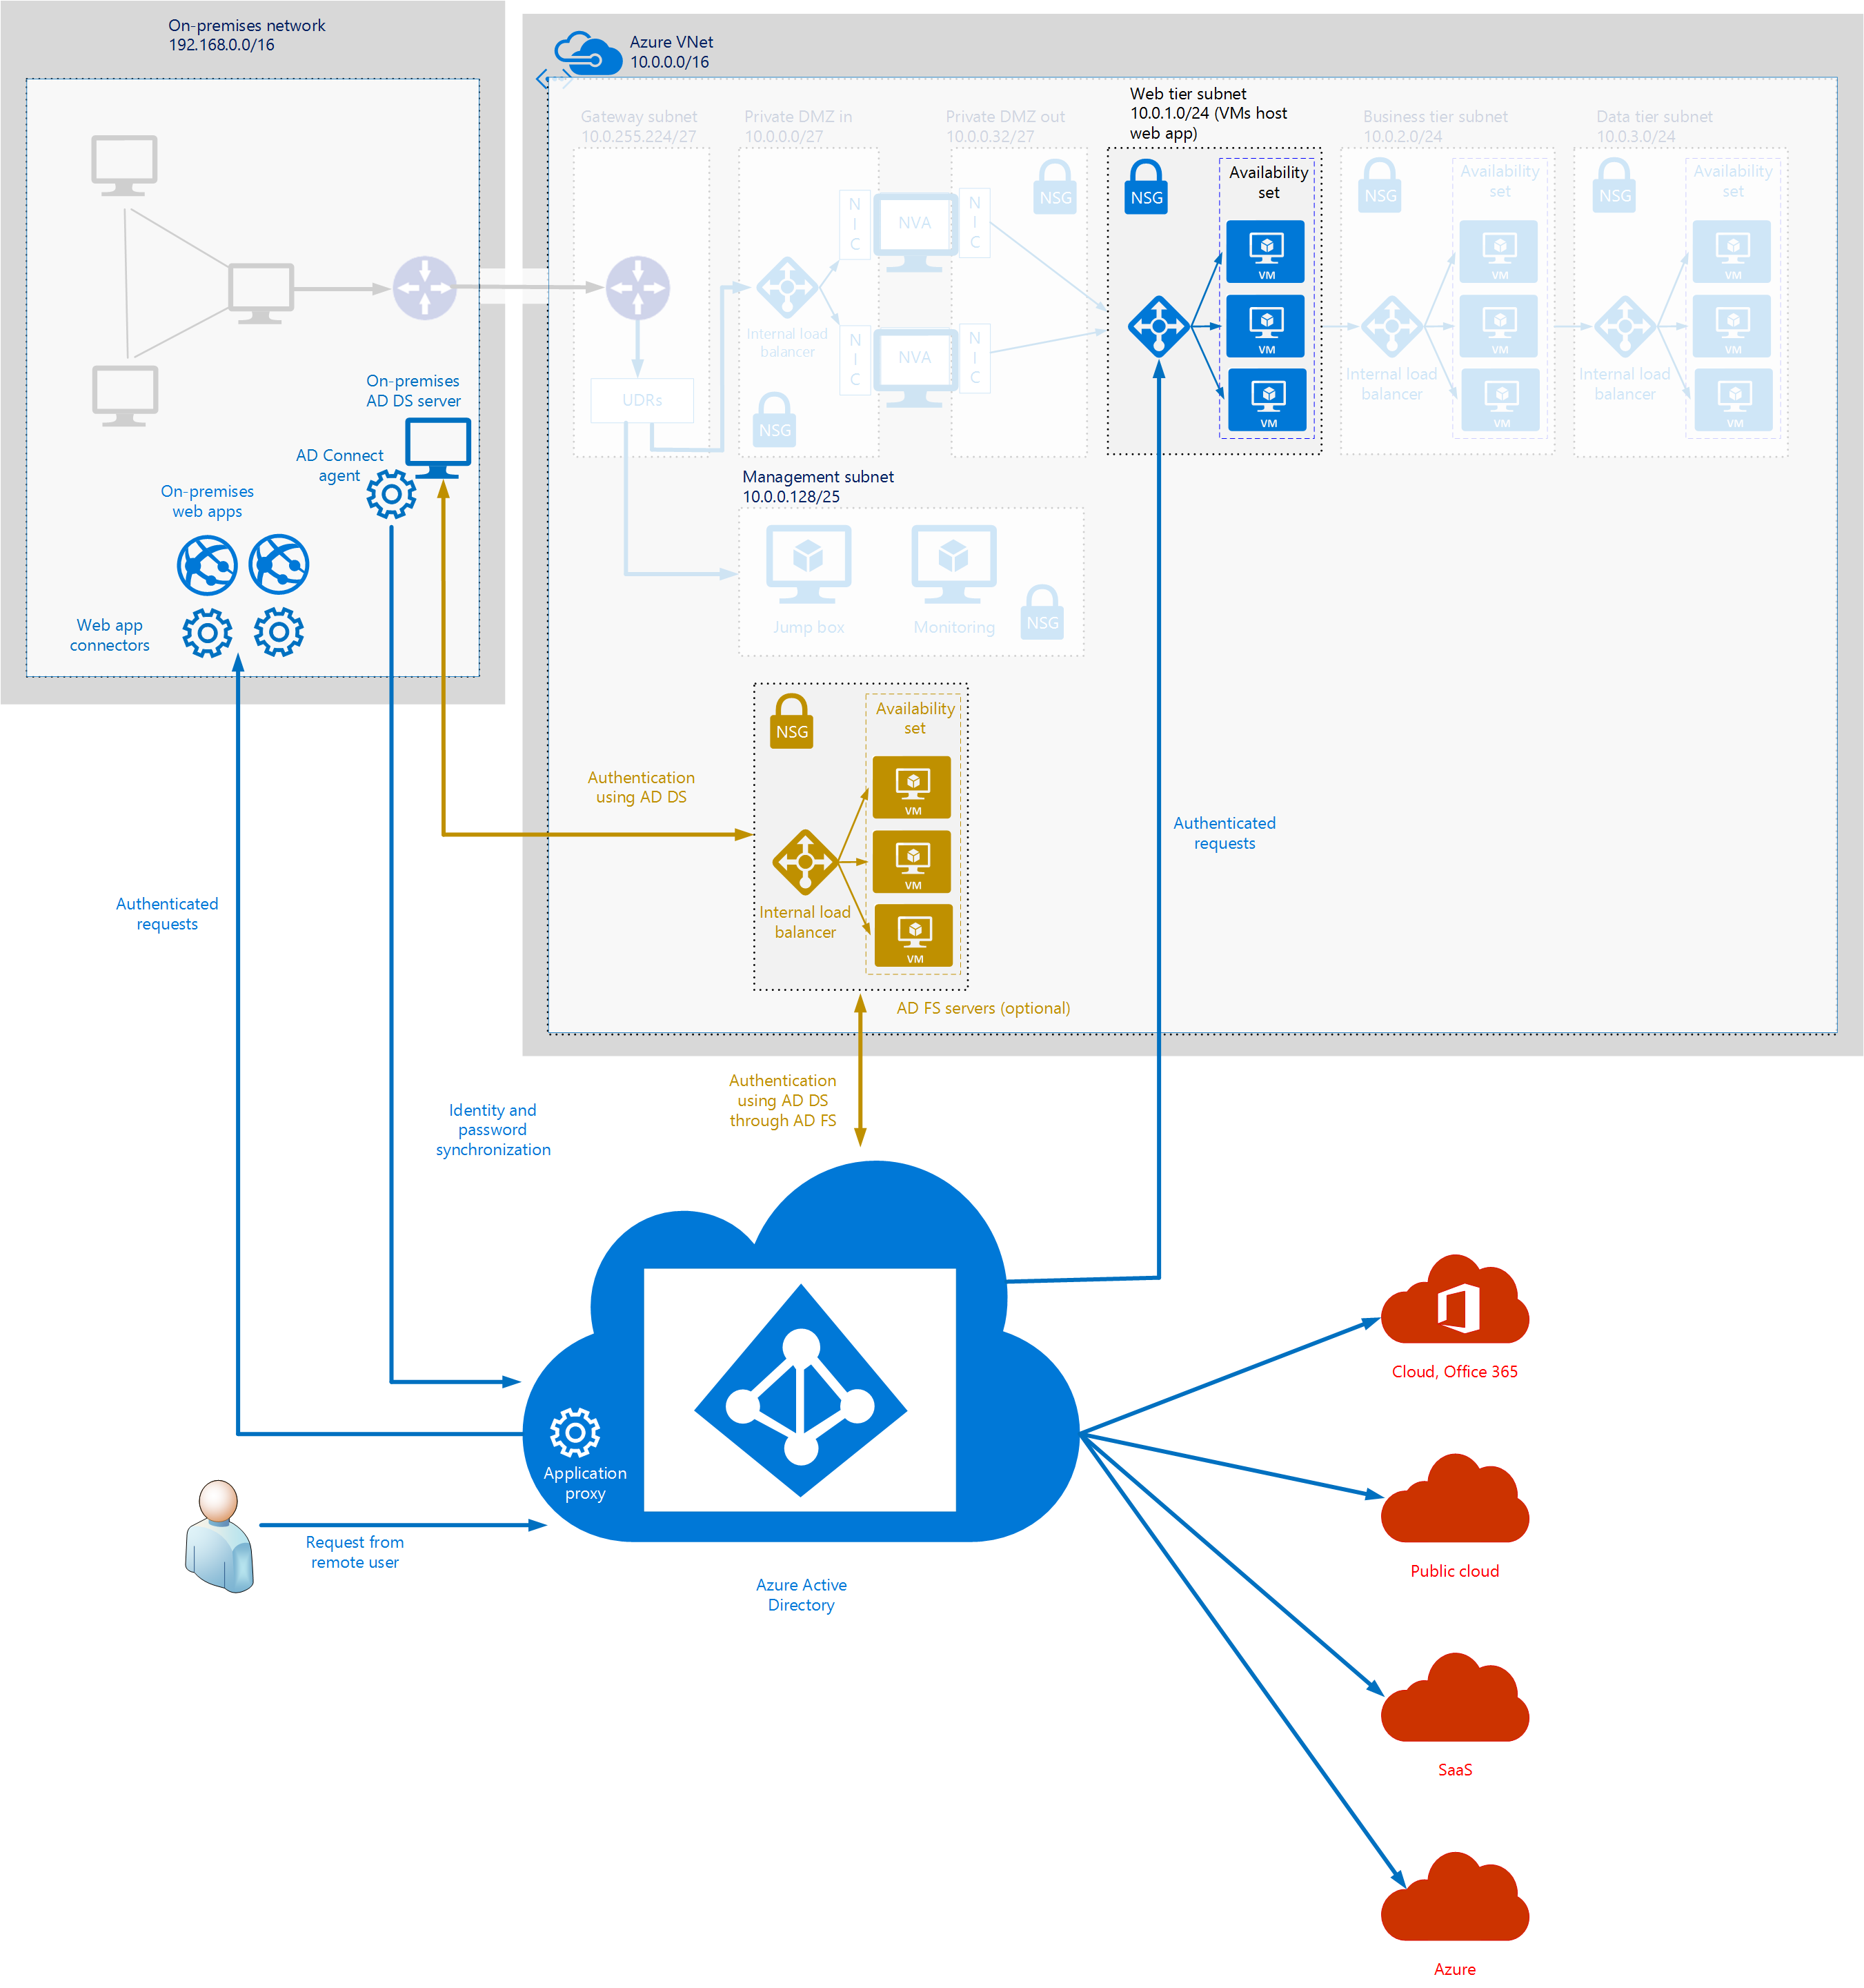 On-premises network
192.168.0.0/16
On-premises
AD DS server
AD Connect
agent
On-premises
web apps
Web app
connectors
Azure VNet
10.0.0.0/16
Gateway subnet
10.0.255.224/27
UDRs
Private DMZ in
10.0.0.0/27
Internal load
balancer
NSG
NIC
NIC
NVA
NVA
Private DMZ out
10.0.0.32/27
NIC
NIC
NSG
Web tier subnet
10.0.1.0/24 (VMs host
web app)
NSG
Availability
set
VM
VM
VM
Business tier subnet
10.0.2.0/24
NSG
Availability
set
VM
VM
VM
Internal load
balancer
Data tier subnet
10.0.3.0/24
NSG
Availability
set
VM
VM
VM
Internal load
balancer
Management subnet
10.0.0.128/25
Jump box
Monitoring
NSG
NSG
Availability
set
VM
VM
VM
Internal load
balancer
AD FS servers (optional)
Authentication
using AD DS
Authenticated
requests
Authenticated
requests
Identity and
password
synchronization
Authentication
using AD DS
through AD FS
Application
proxy
Request from
remote user
Azure Active
Directory
Cloud, Office 365
Public cloud
SaaS
Azure